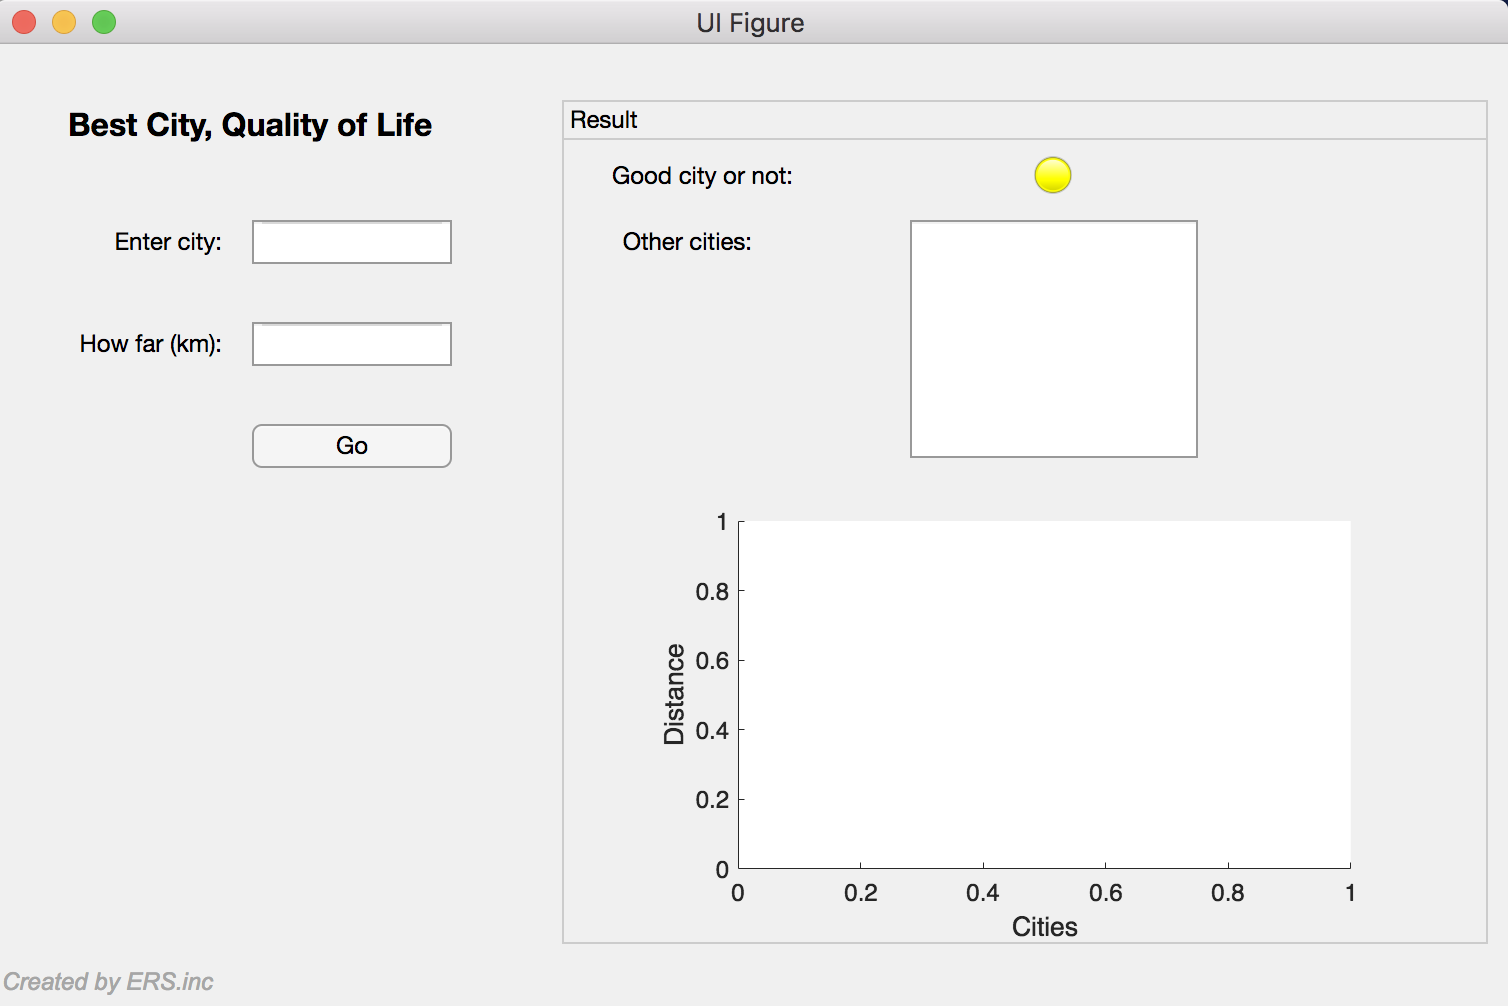 UI Figure
Best City, Quality of Life
Enter city:
How far (km):
Go
Result
Good city or not:
Other cities:
Distance
1
0.8
0.6
0.4
0.2
0
0 0.2 0.4 0.6 0.8 1
Cities
Created by ERS.inc